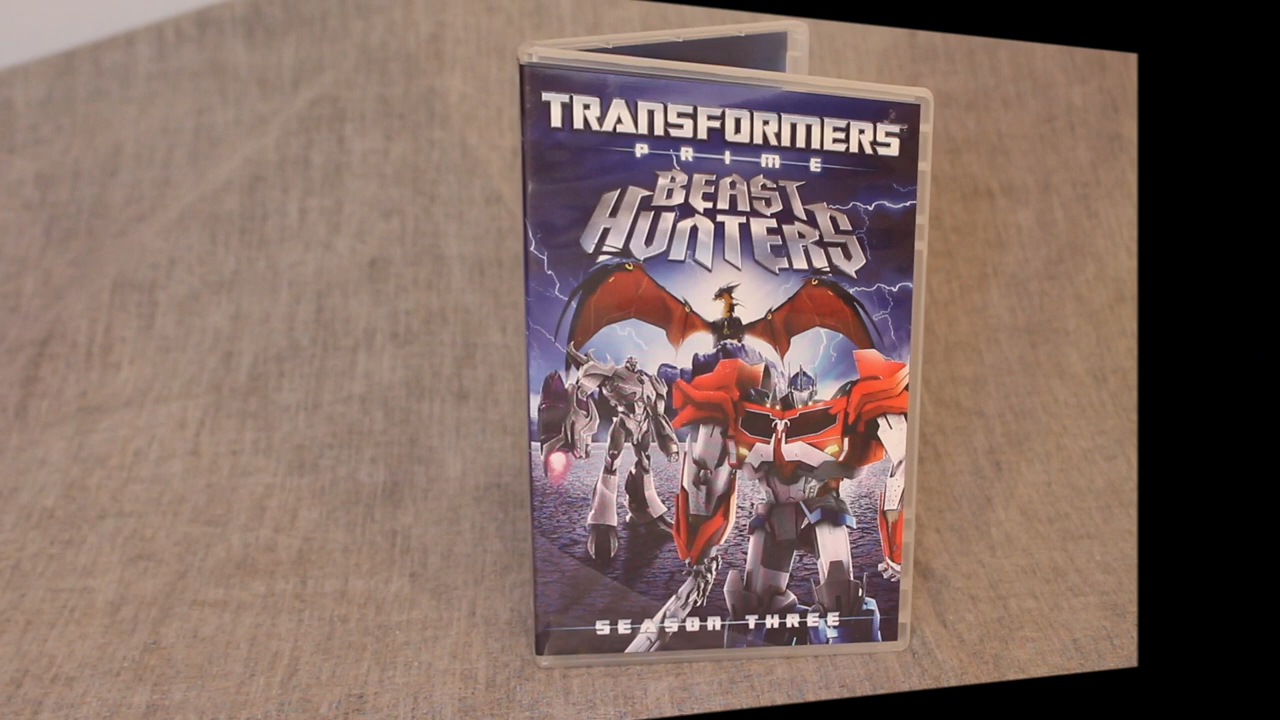 TRANSFORMERS
PRIME
BEAST
HUNTERS
SEASON THREE